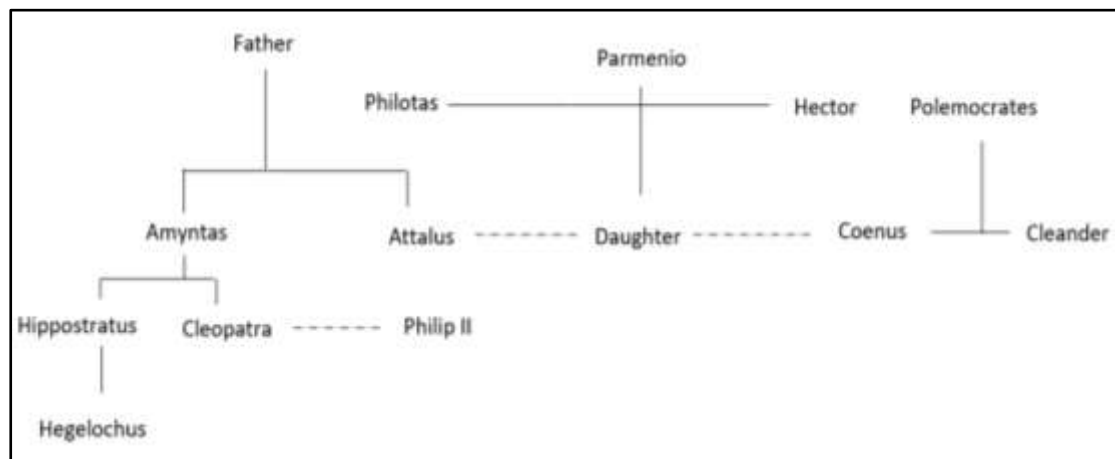 Father
Parmenio
Philotas
Hector
Polemocrates
Amyntas
Attalus
Daughter
Coenus
Cleander
Hippostratus
Cleopatra
Philip II
Hegelochus